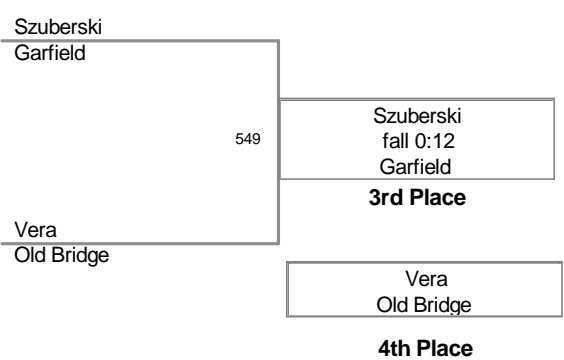 Szuberski
Garfield
549
Szuberski
fall 0:12
Garfield
3rd Place
Vera
Old Bridge
Vera
Old Bridge
4th Place